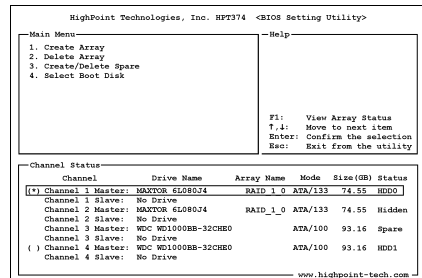 HighPoint Technologies, Inc. HPT374 <BIOS Setting Utility>
Main Menu
1. Create Array
2. Delete Array
3. Create/Delete Spare
4. Select Boot Disk
Help
F1: View Array Status
↑,↓: Move to next item
Enter: Confirm the selection
Esc: Exit from the utility
Channel Status
Channel Drive Name Array Name Mode Size(GB) Status
(*) Channel 1 Master: MAXTOR 6L080J4 RAID_1_0 ATA/133 74.55 HDD0
Channel 1 Slave: No Drive
Channel 2 Master: MAXTOR 6L080J4 RAID_1_0 ATA/133 74.55 Hidden
Channel 2 Slave: No Drive
Channel 3 Master: WDC WD1000BB-32CHE0 ATA/100 93.16 Spare
Channel 3 Slave: No Drive
( ) Channel 4 Master: WDC WD1000BB-32CHE0 ATA/100 93.16 HDD1
Channel 4 Slave: No Drive
www.highpoint-tech.com